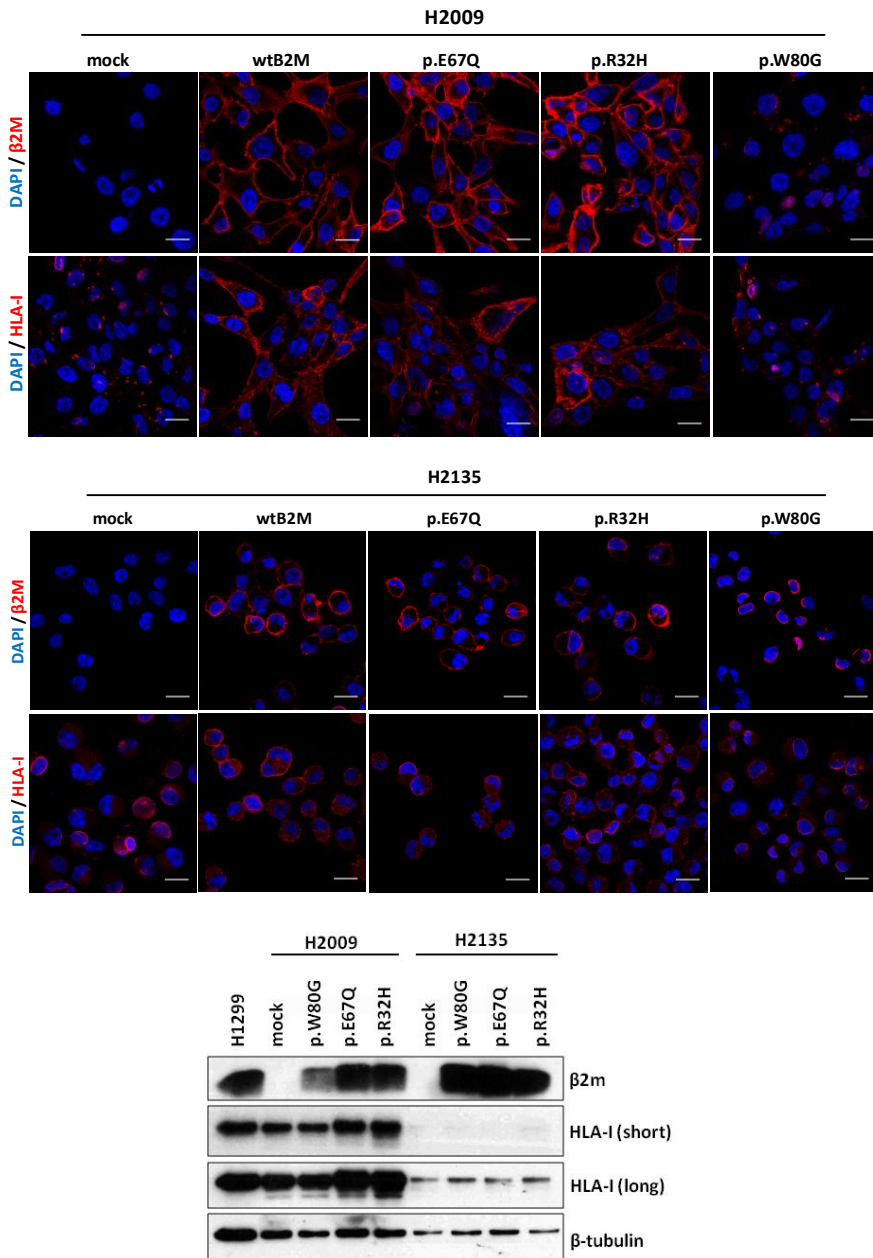 H2009
mock wtB2M p.E67Q p.R32H p.W80G
DAPI / β2M
DAPI / HLA-I
H2135
mock wtB2M p.E67Q p.R32H p.W80G
DAPI / β2M
DAPI / HLA-I
H2009 H2135
H1299 mock p.W80G p.E67Q p.R32H mock p.W80G p.E67Q p.R32H
β2m
HLA-I (short)
HLA-I (long)
β-tubulin